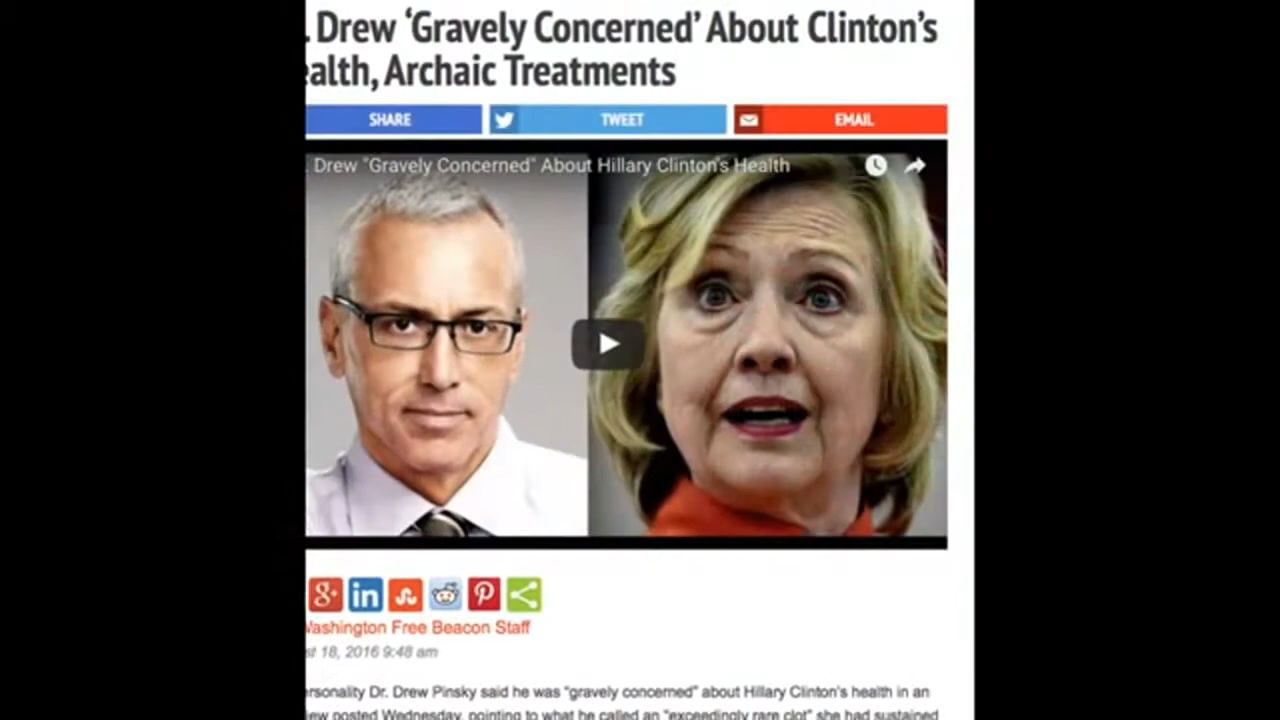 . Drew ‘Gravely Concerned’ About Clinton’s
ealth, Archaic Treatments
SHARE
TWEET
EMAIL
. Drew "Gravely Concerned" About Hillary Clinton's Health
g+
in
Washington Free Beacon Staff
st 18, 2016 9:48 am
ersonality Dr. Drew Pinsky said he was “gravely concerned” about Hillary Clinton’s health in an
iew posted Wednesday, pointing to what he called an “exceedingly rare clot” she had sustained